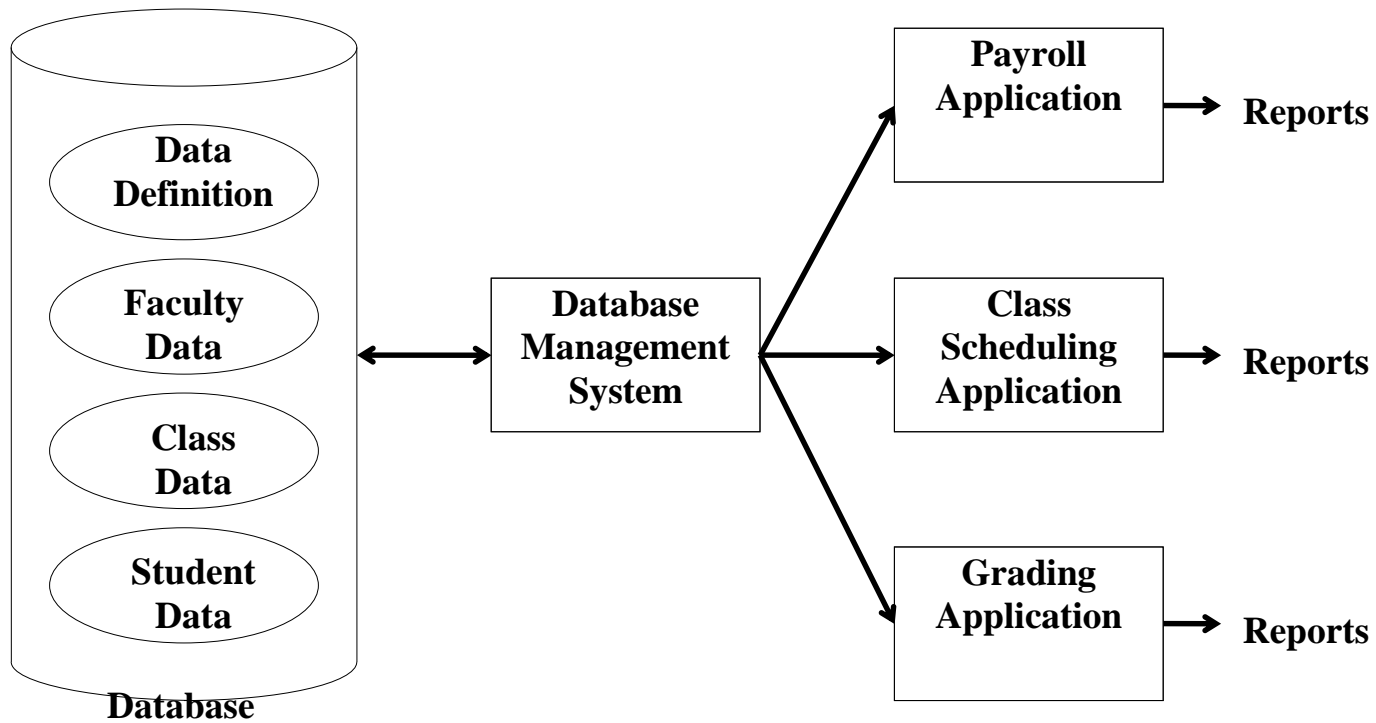 Data
Definition
Faculty
Data
Class
Data
Student
Data
Database
Database
Management
System
Payroll
Application
Reports
Class
Scheduling
Application
Reports
Grading
Application
Reports